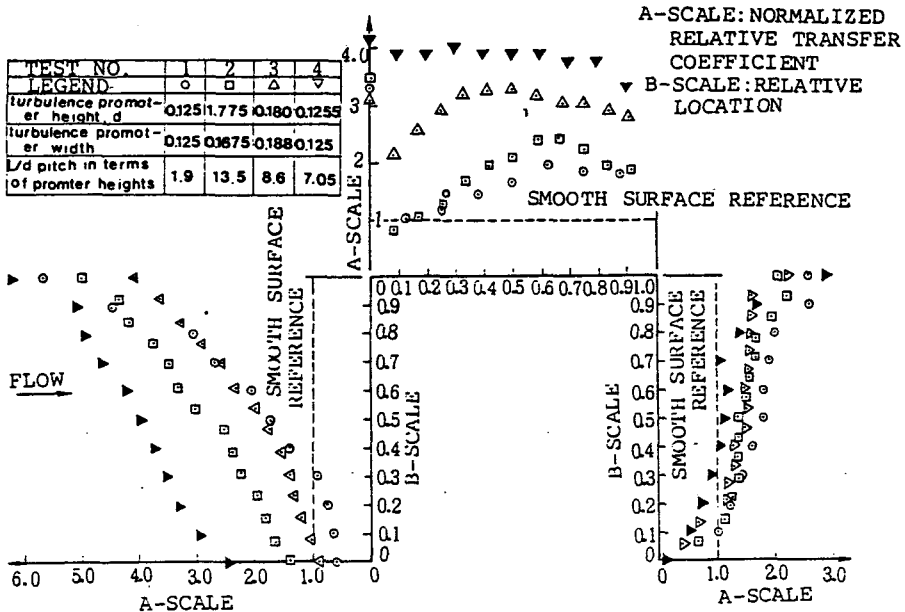 A-SCALE: NORMALIZED
RELATIVE TRANSFER
COEFFICIENT
B-SCALE: RELATIVE
LOCATION
TEST NO. 1 2 3 4
LEGEND
turbulence promot-
er height, d 0.125 1.775 0.180 0.1255
turbulence promot-
er width 0.125 0.1675 0.188 0.125
L/d pitch in terms
of promter heights 1.9 13.5 8.6 7.05
4.0
3
2
1
A-SCALE
SMOOTH SURFACE REFERENCE
0 0.1 0.2 0.3 0.4 0.5 0.6 0.70 0.8 0.9 1.0
SMOOTH SURFACE
REFERENCE
FLOW
0.9
0.8
0.7
0.6
0.5
0.4
0.3
0.2
0.1
0
B-SCALE
6.0 5.0 4.0 3.0 2.0 1.0 0
A-SCALE
B-SCALE
SMOOTH SURFACE
REFERENCE
0.9
0.8
0.7
0.6
0.5
0.4
0.3
0.2
0.1
0
0 1.0 2.0 3.0
A-SCALE